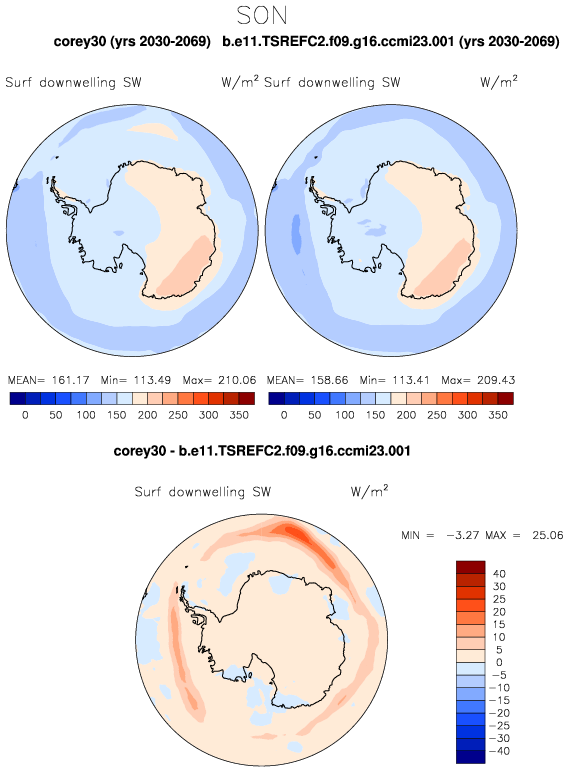 SON
corey30 (yrs 2030-2069) b.e11.TSREFC2.f09.g16.ccmi23.001 (yrs 2030-2069)
Surf downwelling SW W/m² Surf downwelling SW W/m²
MEAN= 161.17 Min= 113.49 Max= 210.06 MEAN= 158.66 Min= 113.41 Max= 209.43
0 50 100 150 200 250 300 350 0 50 100 150 200 250 300 350
corey30 - b.e11.TSREFC2.f09.g16.ccmi23.001
Surf downwelling SW W/m²
MIN = -3.27 MAX = 25.06
40
30
25
20
15
10
5
0
-5
-10
-15
-20
-25
-30
-40